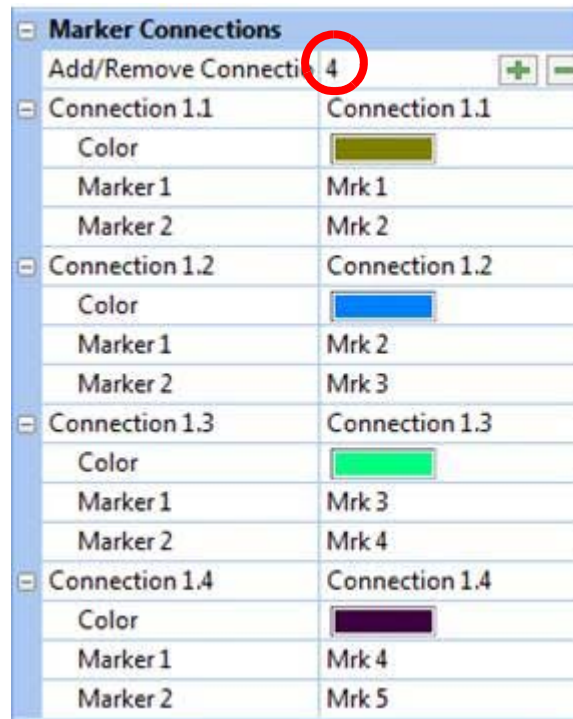 Marker Connections
Add/Remove Connectio 4
Connection 1.1 Connection 1.1
Color
Marker 1 Mrk 1
Marker 2 Mrk 2
Connection 1.2 Connection 1.2
Color
Marker 1 Mrk 2
Marker 2 Mrk 3
Connection 1.3 Connection 1.3
Color
Marker 1 Mrk 3
Marker 2 Mrk 4
Connection 1.4 Connection 1.4
Color
Marker 1 Mrk 4
Marker 2 Mrk 5